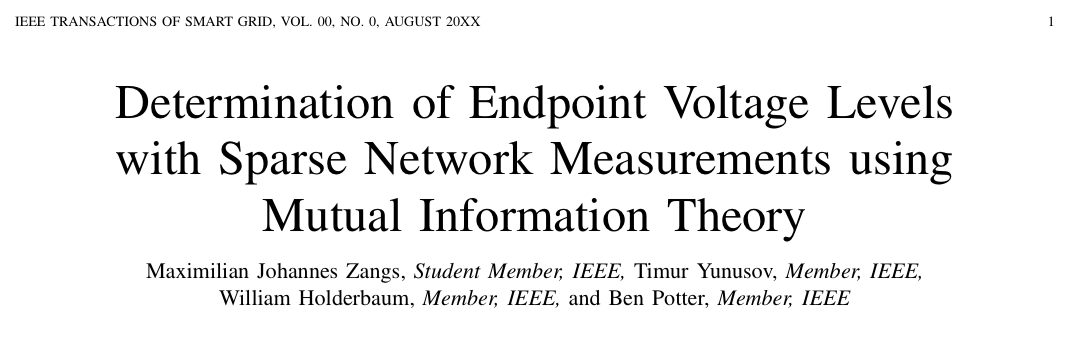 IEEE TRANSACTIONS OF SMART GRID, VOL. 00, NO. 0, AUGUST 20XX 1
Determination of Endpoint Voltage Levels
with Sparse Network Measurements using
Mutual Information Theory
Maximilian Johannes Zangs, Student Member, IEEE, Timur Yunusov, Member, IEEE,
William Holderbaum, Member, IEEE, and Ben Potter, Member, IEEE